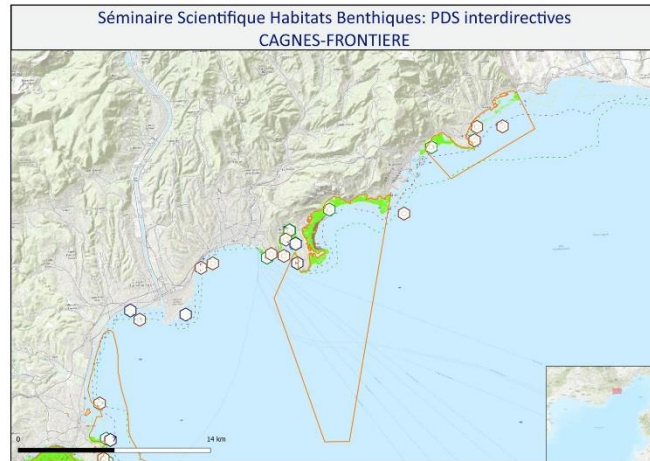 Séminaire Scientifique Habitats Benthiques: PDS interdirectives
CAGNES-FRONTIERE
0
14 km